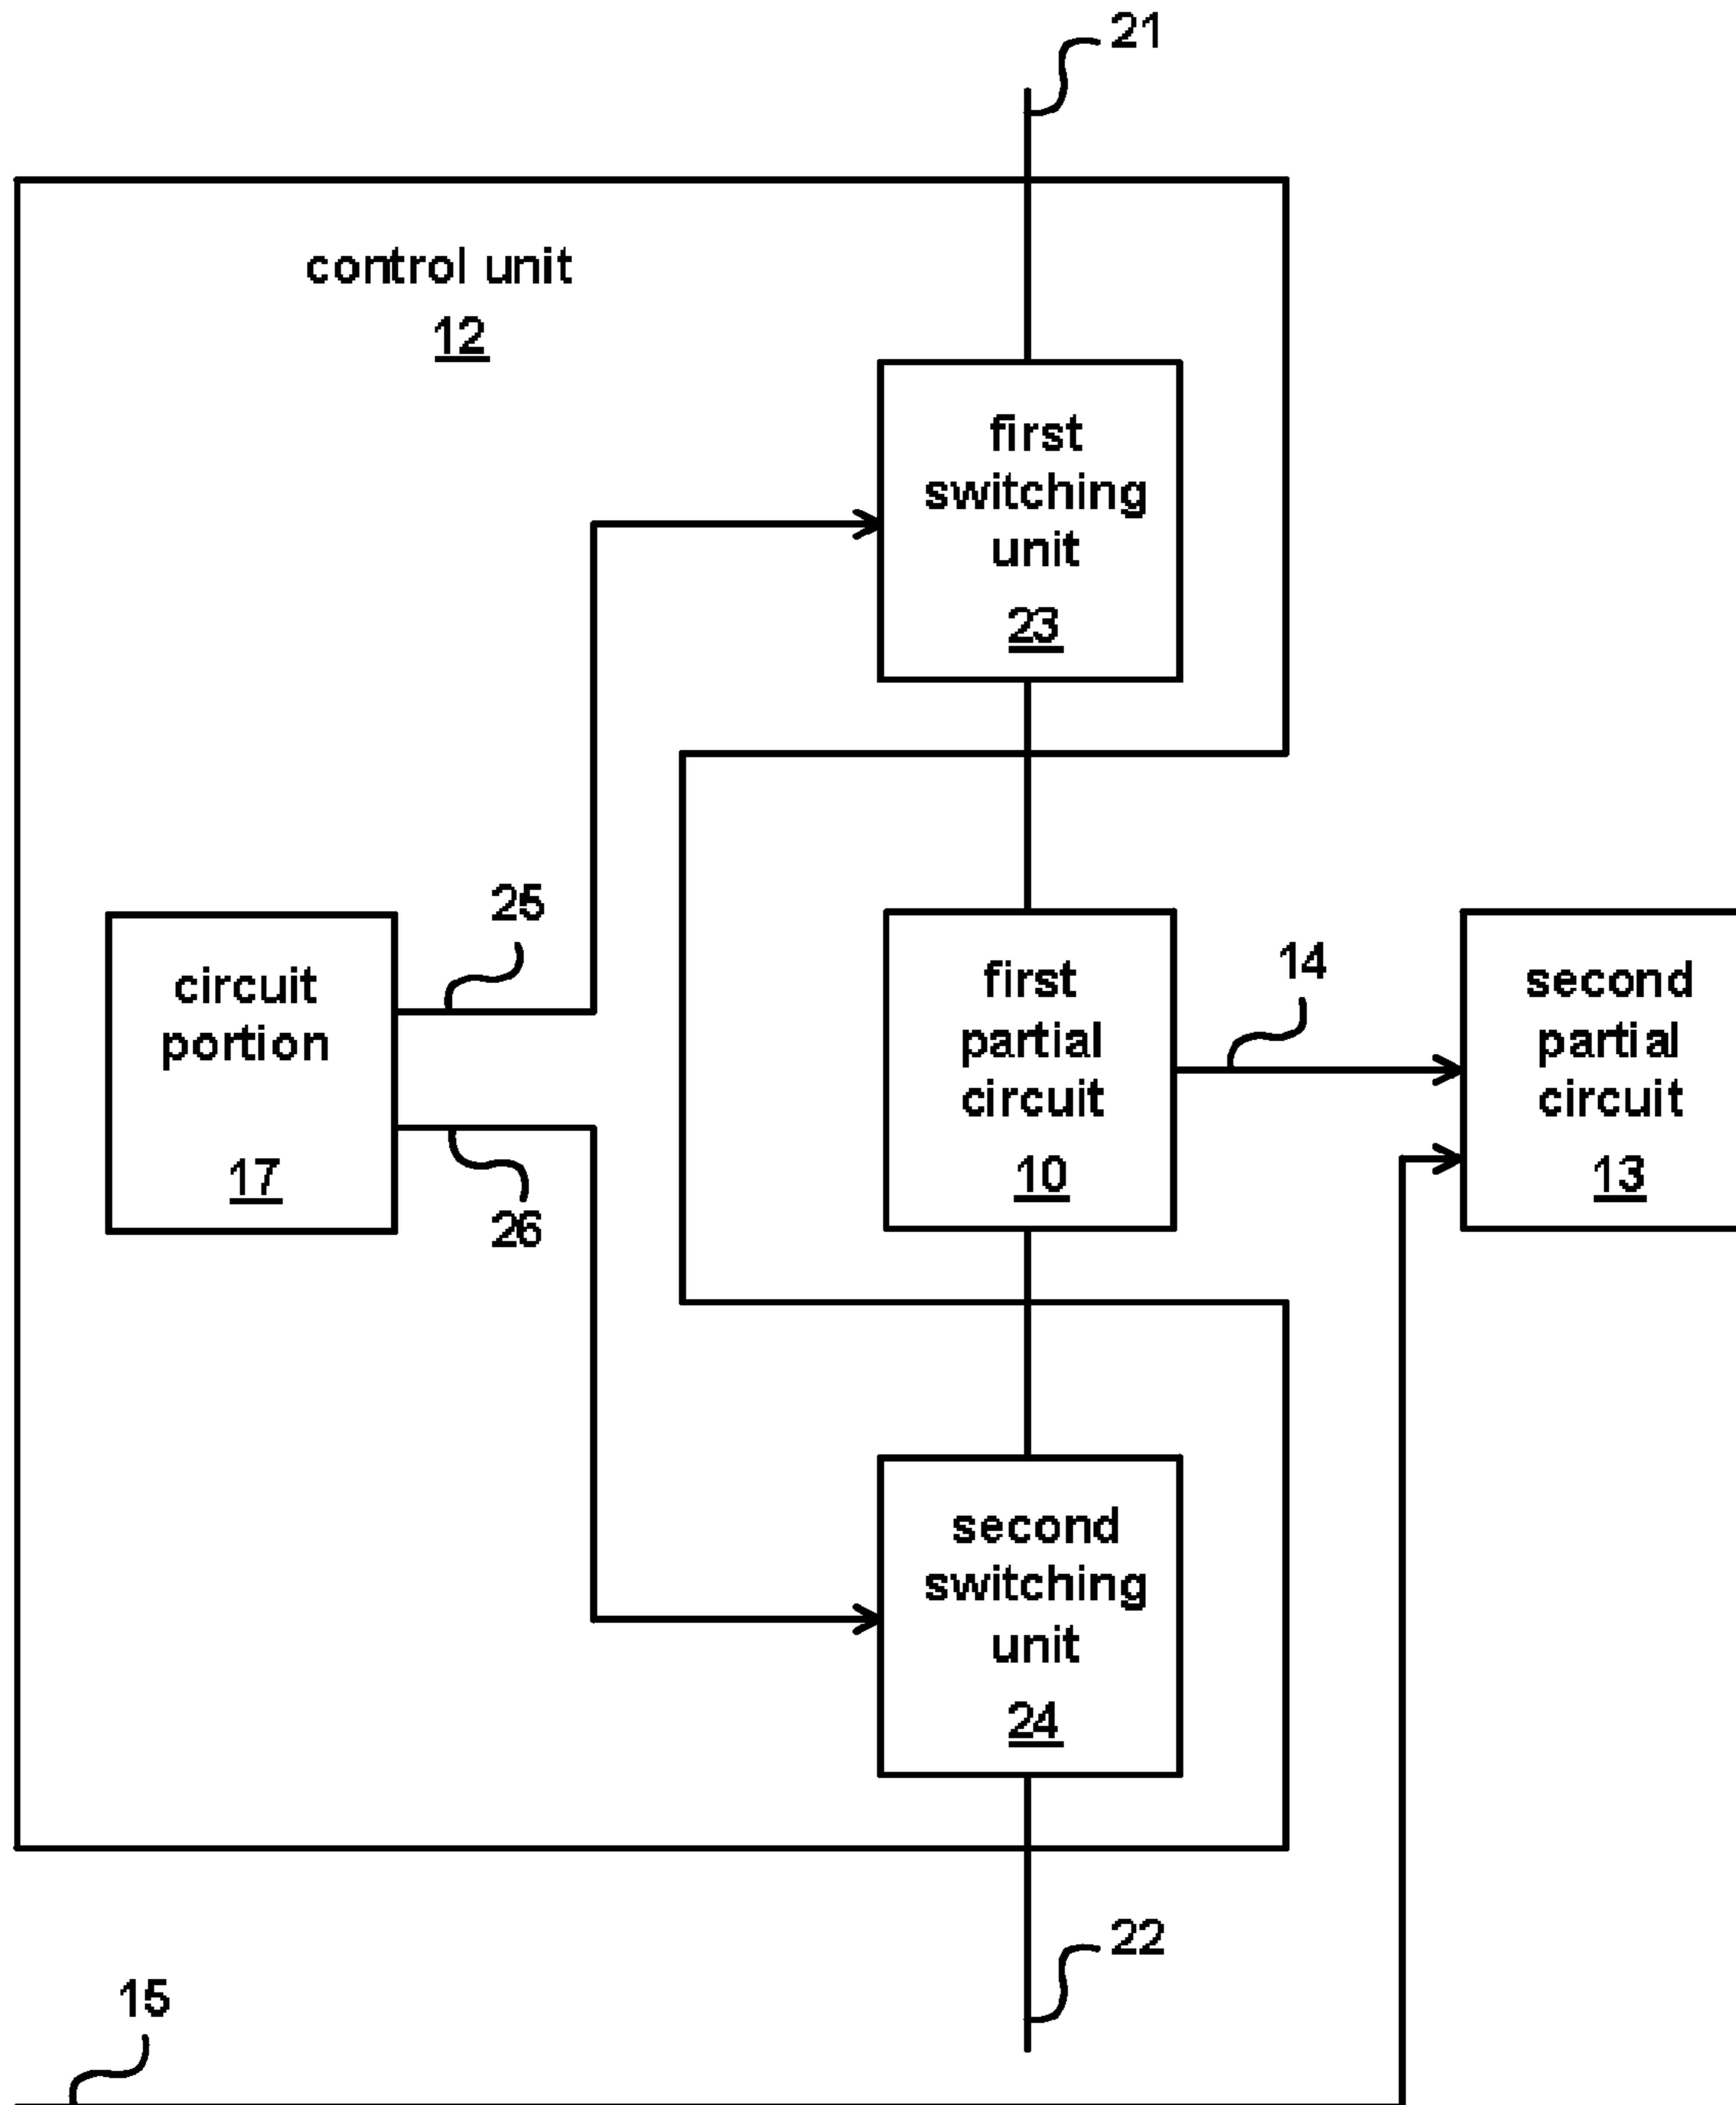 21
control unit
12
first
switching
unit
23
25
circuit
portion
17
26
first
partial
circuit
10
14
second
partial
circuit
13
second
switching
unit
24
22
15